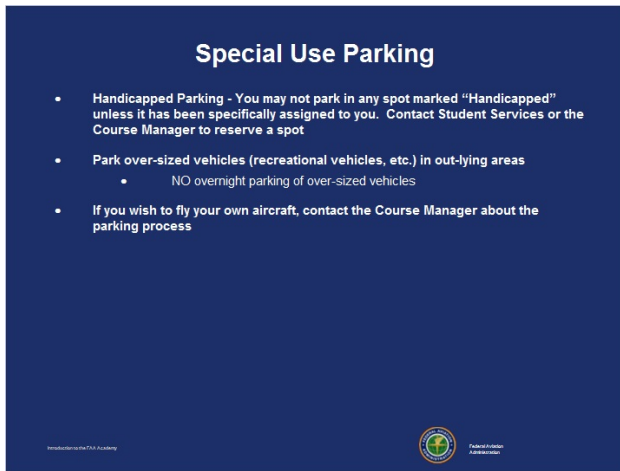 Special Use Parking
• Handicapped Parking - You may not park in any spot marked “Handicapped”
unless it has been specifically assigned to you.  Contact Student Services or the
Course Manager to reserve a spot
• Park over-sized vehicles (recreational vehicles, etc.) in out-lying areas
• NO overnight parking of over-sized vehicles
• If you wish to fly your own aircraft, contact the Course Manager about the
parking process
Introduction to the FAA Academy
Federal Aviation
Administration